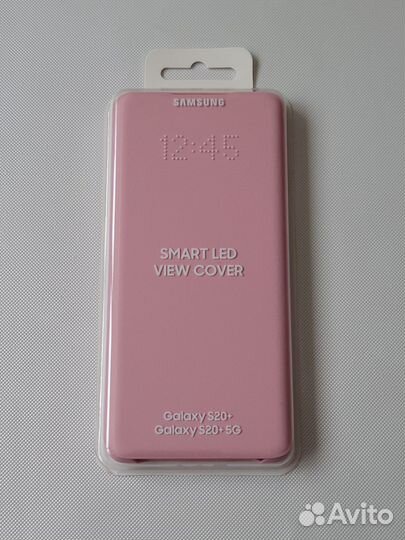 SAMSUNG
12:45
SMART LED
VIEW COVER
Galaxy S20+
Galaxy S20+ 5G
Avito